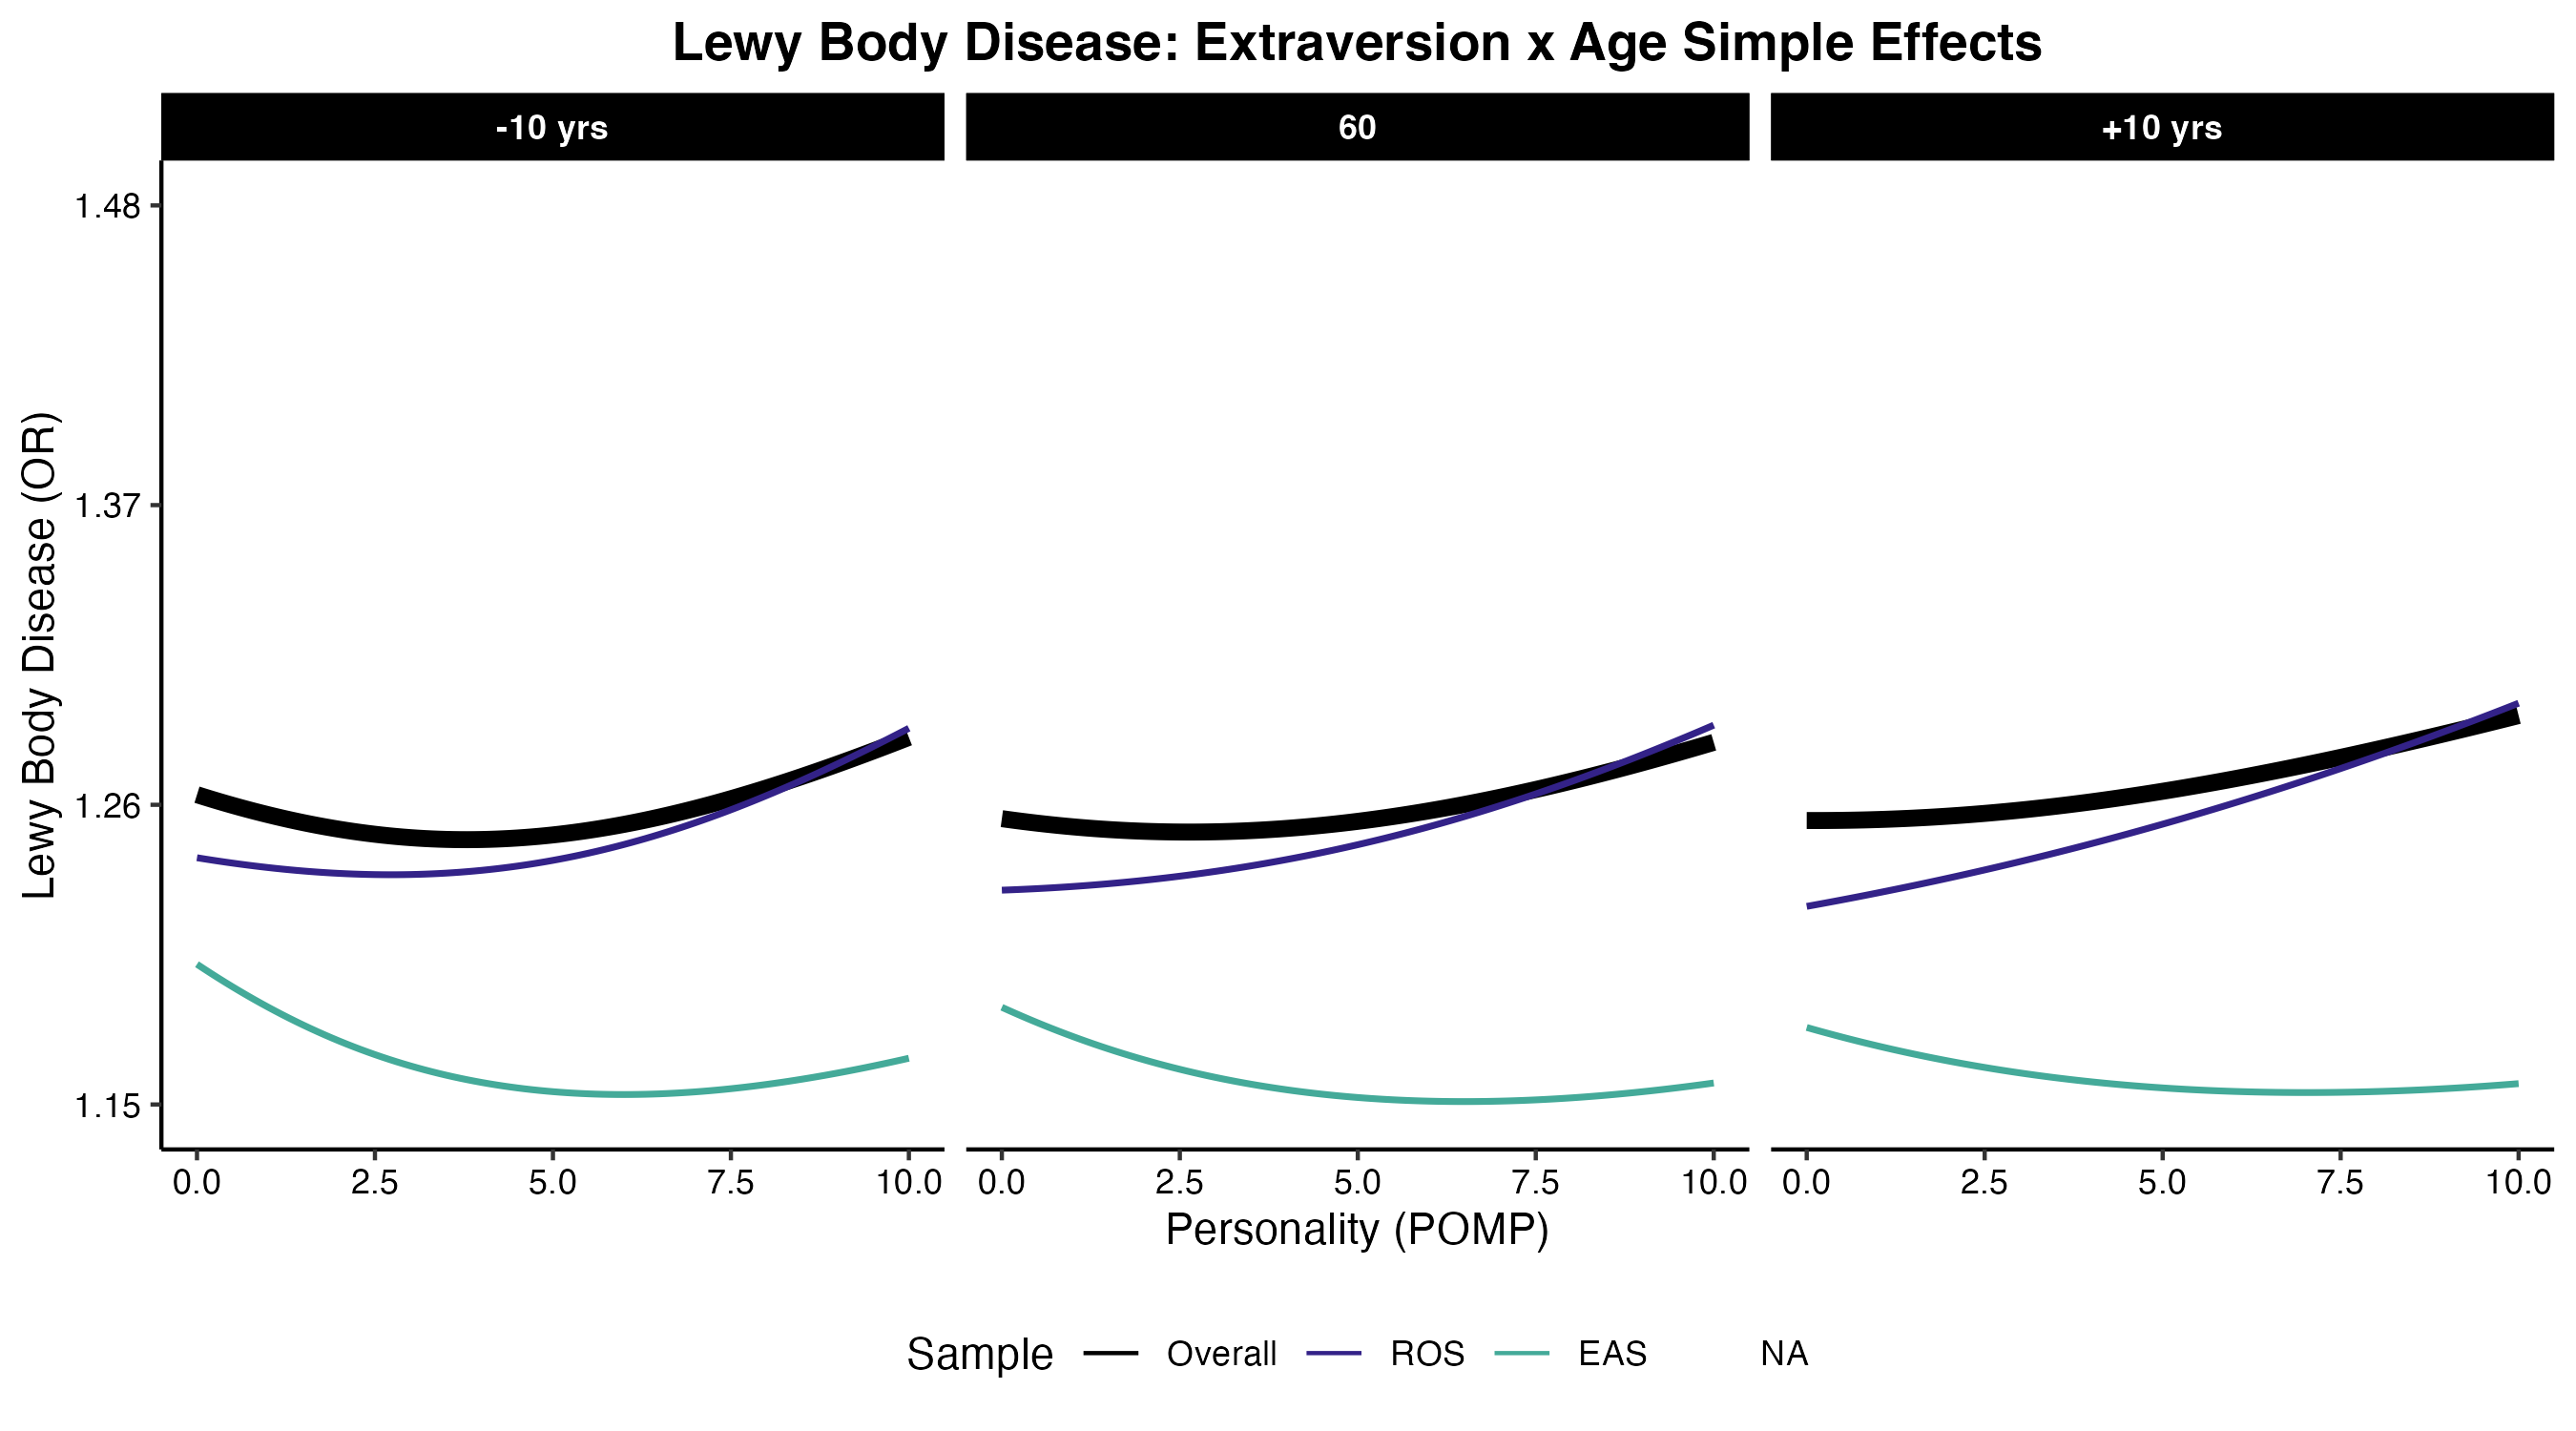 Lewy Body Disease: Extraversion x Age Simple Effects
-10 yrs
60
+10 yrs
Lewy Body Disease (OR)
1.48
1.37
1.26
1.15
0.0 2.5 5.0 7.5 10.0
0.0 2.5 5.0 7.5 10.0
0.0 2.5 5.0 7.5 10.0
Personality (POMP)
Sample Overall ROS EAS NA